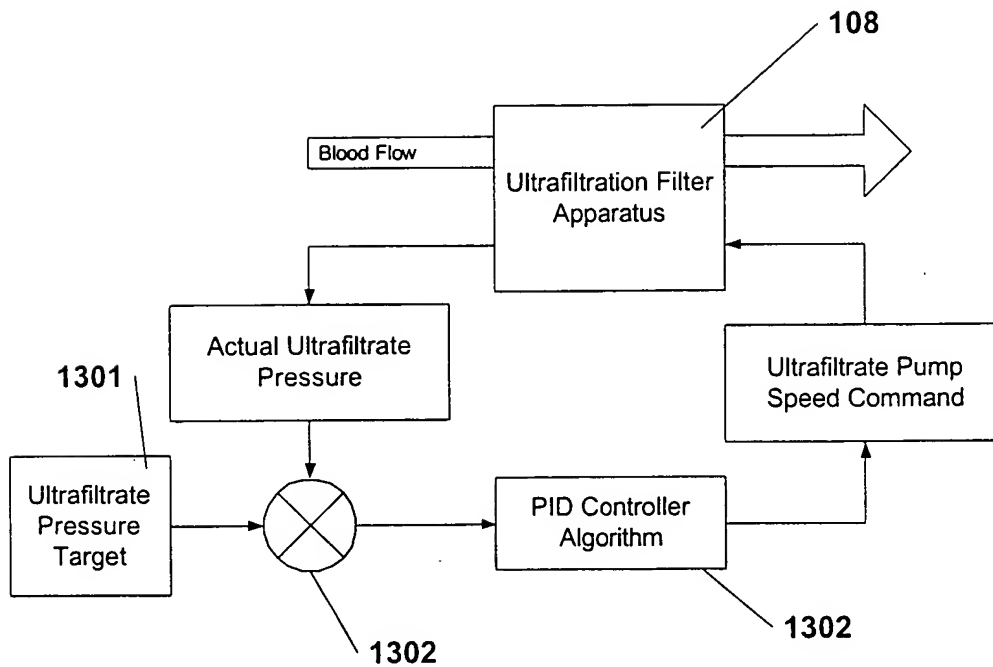 108
Blood Flow
Ultrafiltration Filter
Apparatus
Actual Ultrafiltrate
Pressure
Ultrafiltrate Pump
Speed Command
1301
Ultrafiltrate
Pressure
Target
PID Controller
Algorithm
1302
1302